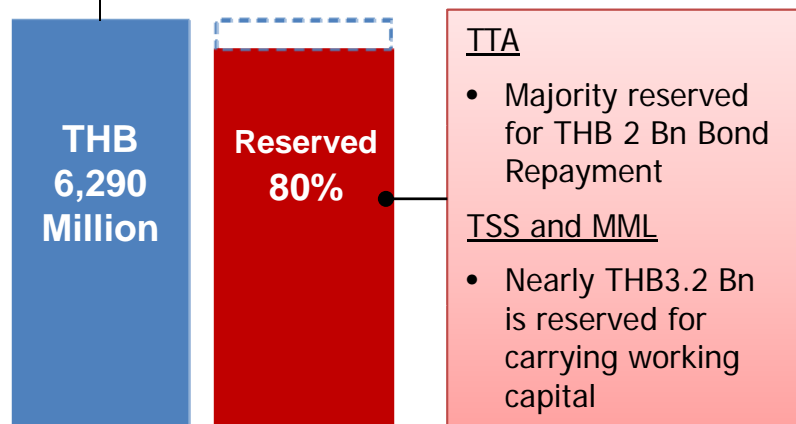 THB
6,290
Million
Reserved
80%
TTA
• Majority reserved
for THB 2 Bn Bond
Repayment
TSS and MML
• Nearly THB3.2 Bn
is reserved for
carrying working
capital